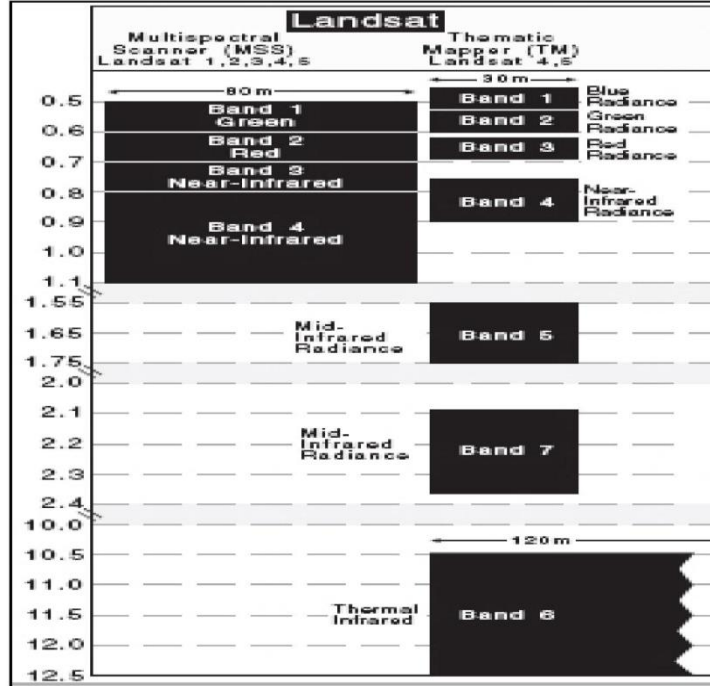 Landsat
Multispectral
Scanner (MSS)
Landsat 1,2,3,4,5
Thematic
Mapper (TM)
Landsat 4,5
80m
30m
0.5
0.6
0.7
0.8
0.9
1.0
1.1
1.55
1.65
1.75
2.0
2.1
2.2
2.3
2.4
10.0
10.5
11.0
11.5
12.0
12.5
Band 1
Green
Band 2
Red
Band 3
Near-Infrared
Band 4
Near-Infrared
Band 1
Blue
Radiance
Band 2
Green
Radiance
Band 3
Red
Radiance
Band 4
Near-
Infrared
Radiance
Mid-
Infrared
Radiance
Band 5
Mid-
Infrared
Radiance
Band 7
120m
Thermal
Infrared
Band 6